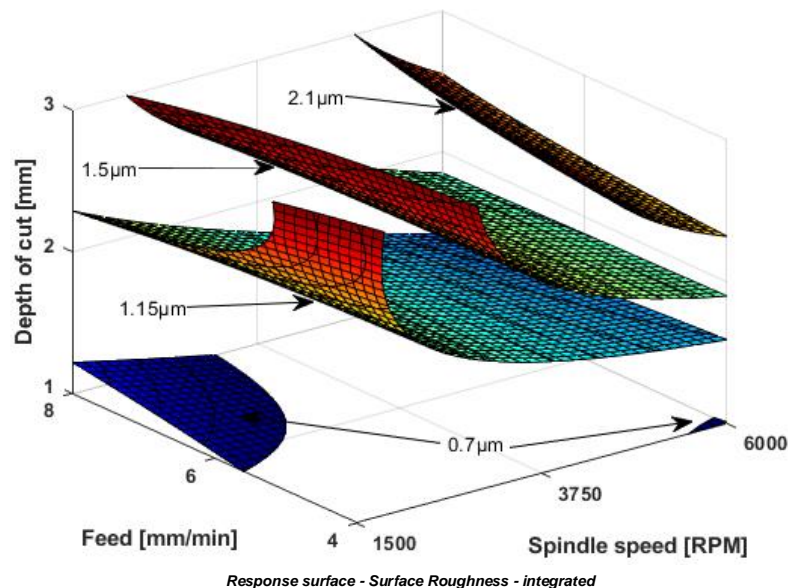 3
2.1µm
1.5µm
Depth of cut [mm]
2
1.15µm
1
8
0.7µm
6000
6
3750
Feed [mm/min]
4
1500
Spindle speed [RPM]
Response surface - Surface Roughness - integrated